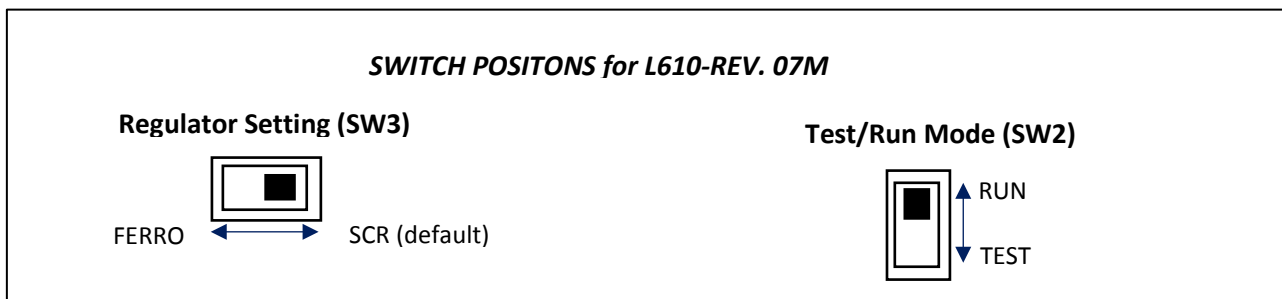 SWITCH POSITONS for L610-REV. 07M
Regulator Setting (SW3)
FERRO
SCR (default)
Test/Run Mode (SW2)
RUN
TEST